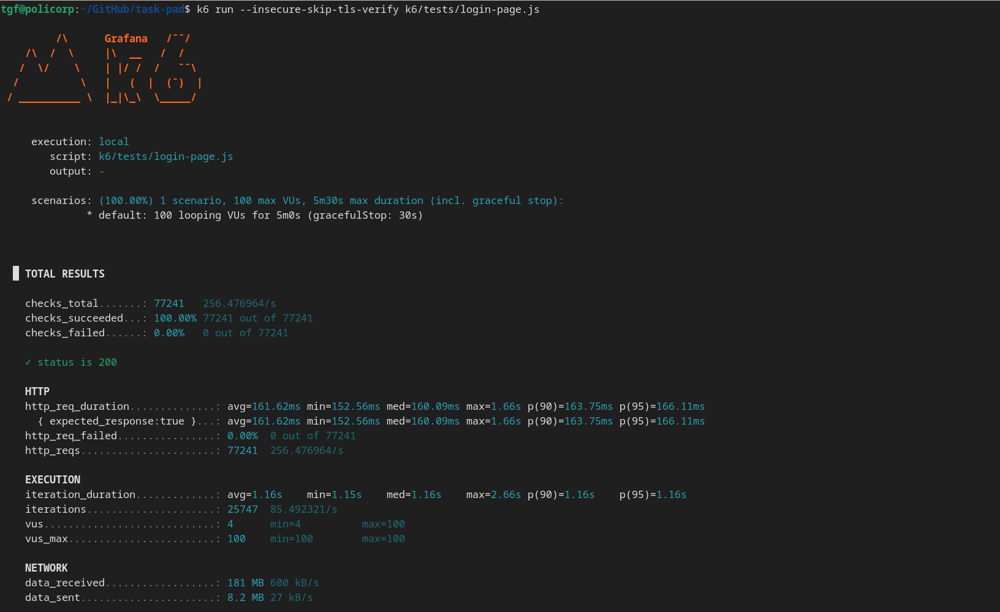 tgf@policorp:~/GitHub/task-pad$ k6 run --insecure-skip-tls-verify k6/tests/login-page.js
         /\      Grafana   /‾‾/
    /\  /  \     |\  __   /  /
   /  \/    \    | |/ /  /   ‾‾\
  /          \   |   (  |  (‾)  |
 / __________ \  |_|\_\  \_____/
     execution: local
        script: k6/tests/login-page.js
        output: -
     scenarios: (100.00%) 1 scenario, 100 max VUs, 5m30s max duration (incl. graceful stop):
              * default: 100 looping VUs for 5m0s (gracefulStop: 30s)
  █ TOTAL RESULTS
    checks_total.......: 77241   256.476964/s
    checks_succeeded...: 100.00% 77241 out of 77241
    checks_failed......: 0.00%   0 out of 77241
    ✓ status is 200
    HTTP
    http_req_duration..............: avg=161.62ms min=152.56ms med=160.09ms max=1.66s p(90)=163.75ms p(95)=166.11ms
      { expected_response:true }...: avg=161.62ms min=152.56ms med=160.09ms max=1.66s p(90)=163.75ms p(95)=166.11ms
    http_req_failed................: 0.00%  0 out of 77241
    http_reqs......................: 77241  256.476964/s
    EXECUTION
    iteration_duration.............: avg=1.16s    min=1.15s    med=1.16s    max=2.66s p(90)=1.16s    p(95)=1.16s
    iterations.....................: 25747  85.492321/s
    vus............................: 4      min=4          max=100
    vus_max........................: 100    min=100        max=100
    NETWORK
    data_received..................: 181 MB 600 kB/s
    data_sent......................: 8.2 MB 27 kB/s